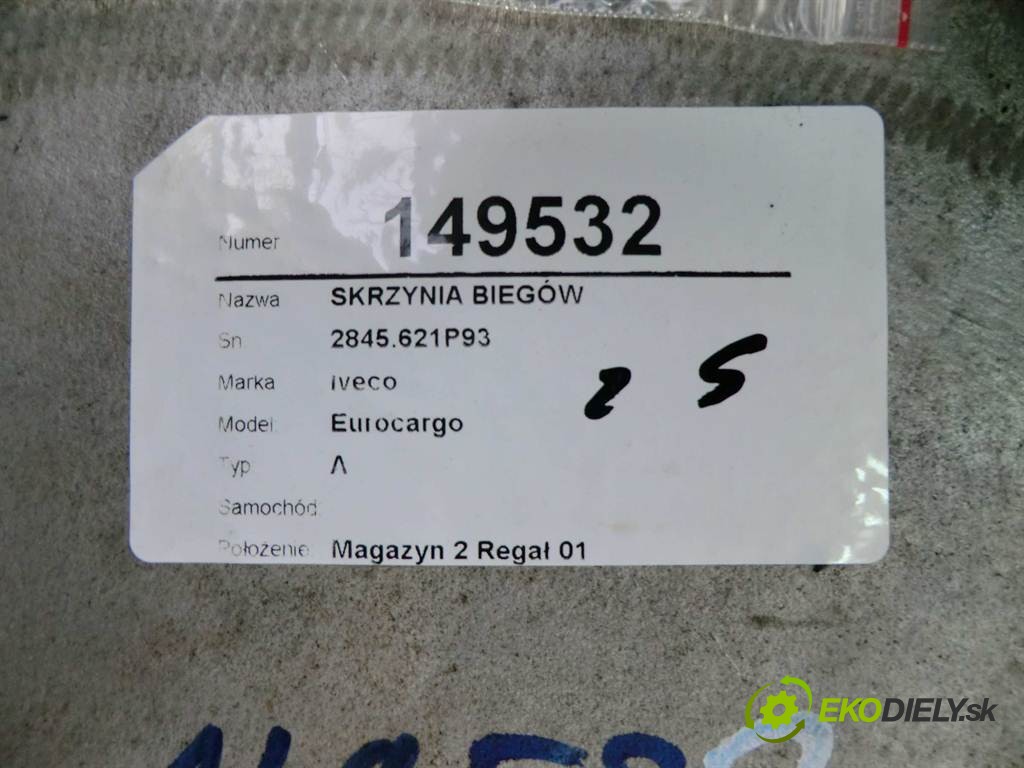 Numer 149532
Nazwa SKRZYNIA BIEGÓW
Sn 2845.621P93
Marka Iveco
Model Eurocargo
2 5
Typ A
Samochód
Położenie Magazyn 2 Regał 01
EKODIELY.sk